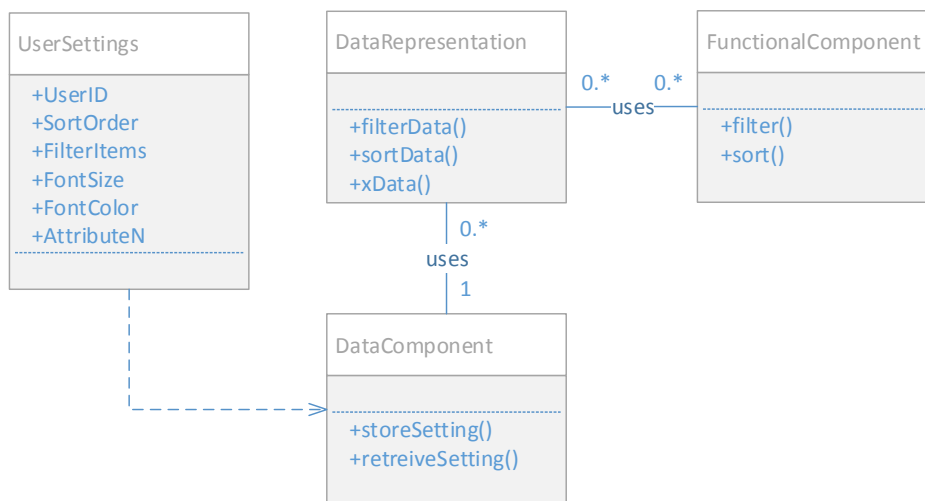 UserSettings
+UserID
+SortOrder
+FilterItems
+FontSize
+FontColor
+AttributeN
DataRepresentation
+filterData()
+sortData()
+xData()
0.*
uses
0.*
FunctionalComponent
+filter()
+sort()
0.*
uses
1
DataComponent
+storeSetting()
+retreiveSetting()